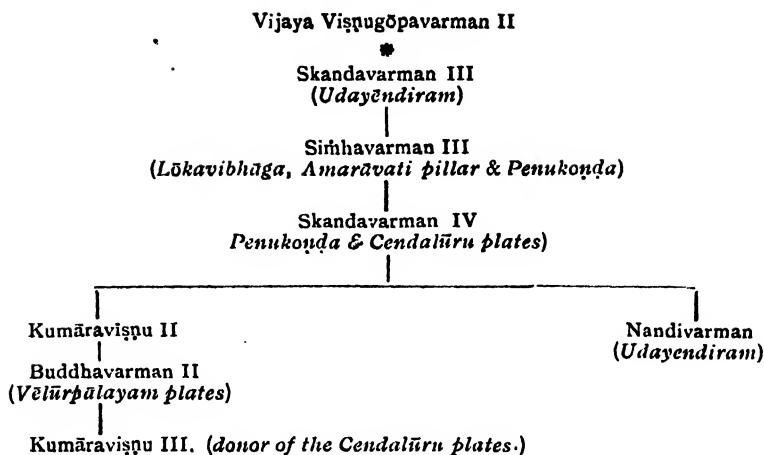 Vijaya Viṣṇugōpavarman II
*
Skandavarman III
(Udayēndiram)
Siṁhavarman III
(Lōkavibhāga, Amarāvati pillar & Penukoṇḍa)
Skandavarman IV
Penukoṇḍa & Cendalūru plates)
Kumāraviṣṇu II Nandivarman
Buddhavarman II (Udayendiram)
(Vēlūrpālayam plates)
Kumāraviṣṇu III. (donor of the Cendalūru plates.)